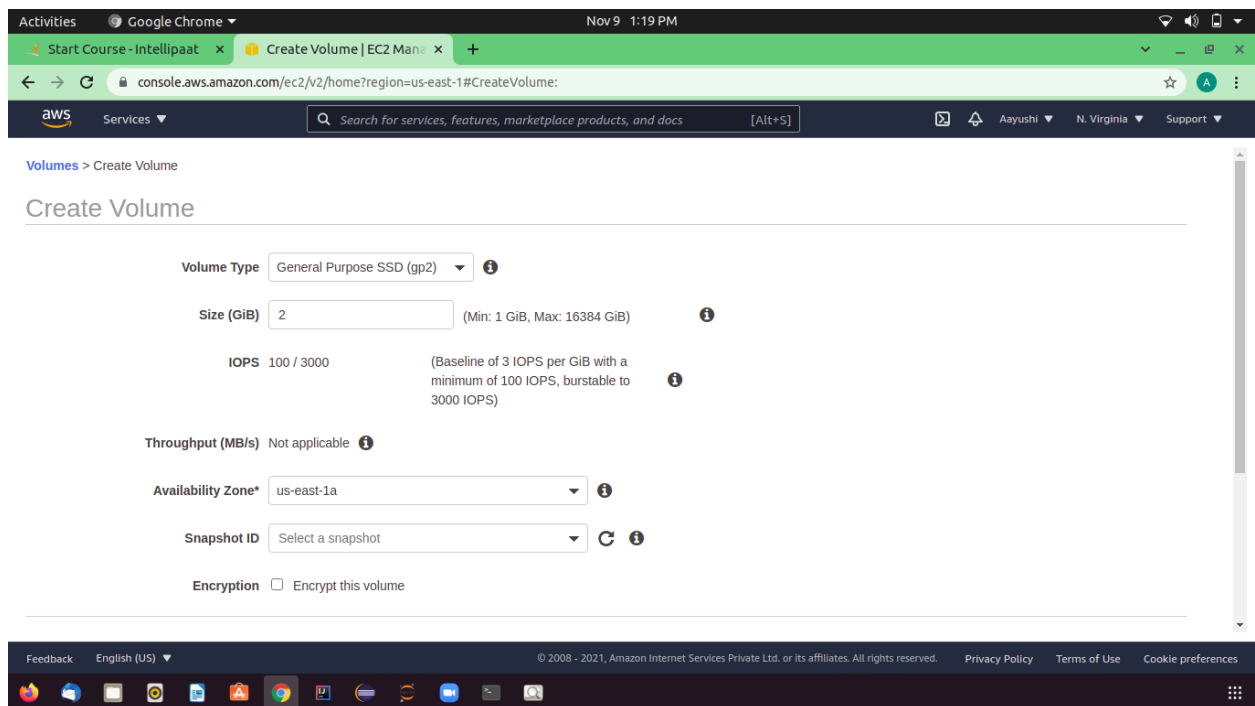 Activities Google Chrome Nov 9 1:19 PM
Start Course - Intellipaat Create Volume | EC2 Mana
console.aws.amazon.com/ec2/v2/home?region=us-east-1#CreateVolume: A
aws Services Search for services, features, marketplace products, and docs [Alt+S] Aayushi N. Virginia Support
Volumes > Create Volume
Create Volume
Volume Type General Purpose SSD (gp2)
Size (GiB) 2 (Min: 1 GiB, Max: 16384 GiB)
IOPS 100 / 3000 (Baseline of 3 IOPS per GiB with a
minimum of 100 IOPS, burstable to
3000 IOPS)
Throughput (MB/s) Not applicable
Availability Zone* us-east-1a
Snapshot ID Select a snapshot
Encryption Encrypt this volume
Feedback English (US) © 2008 - 2021, Amazon Internet Services Private Ltd. or its affiliates. All rights reserved. Privacy Policy Terms of Use Cookie preferences